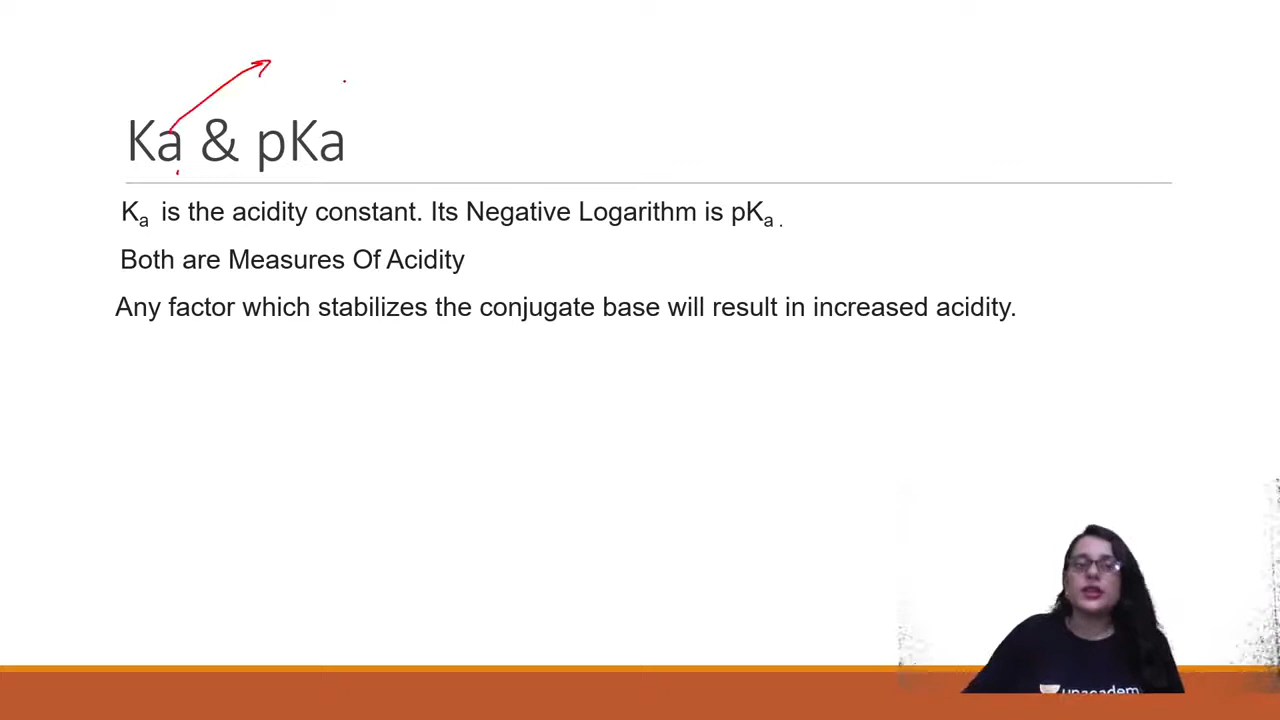 Ka & pKa
Ka is the acidity constant. Its Negative Logarithm is pKa .
Both are Measures Of Acidity
Any factor which stabilizes the conjugate base will result in increased acidity.
unacadem